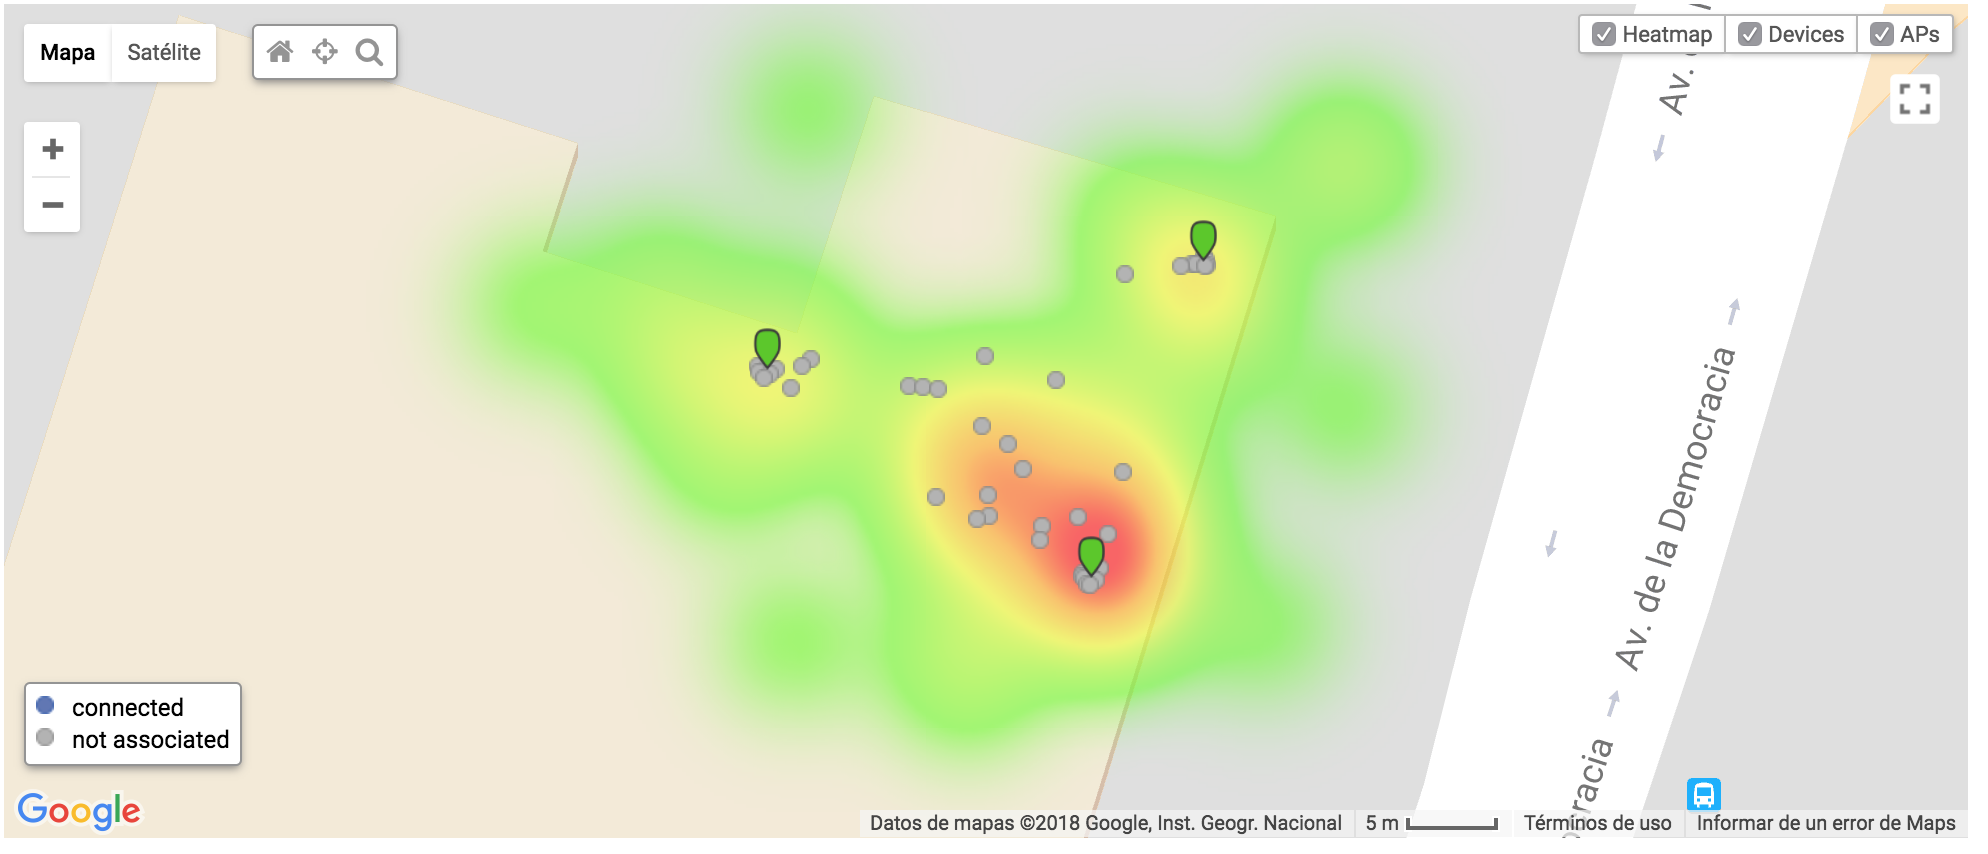 Mapa
Satélite
Heatmap
Devices
APs
Av.
Av. de la Democracia
connected
not associated
Google
Datos de mapas ©2018 Google, Inst. Geogr. Nacional
5 m
Términos de uso
Informar de un error de Maps